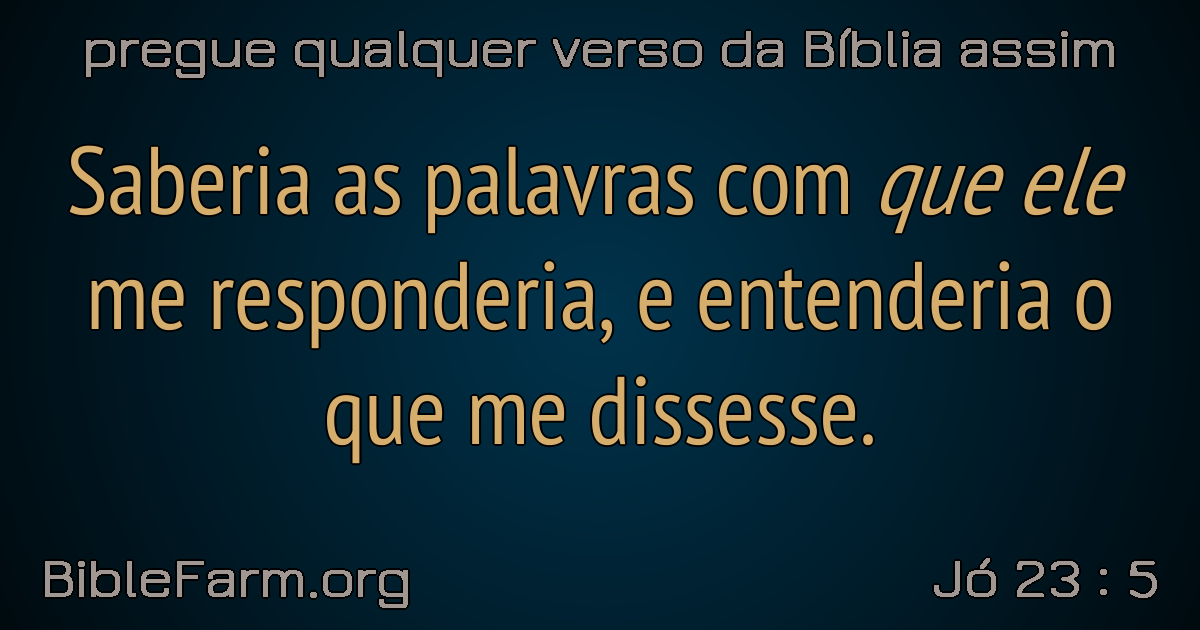 pregue qualquer verso da Bíblia assim
Saberia as palavras com que ele
me responderia, e entenderia o
que me dissesse.
BibleFarm.org
Jó 23 : 5